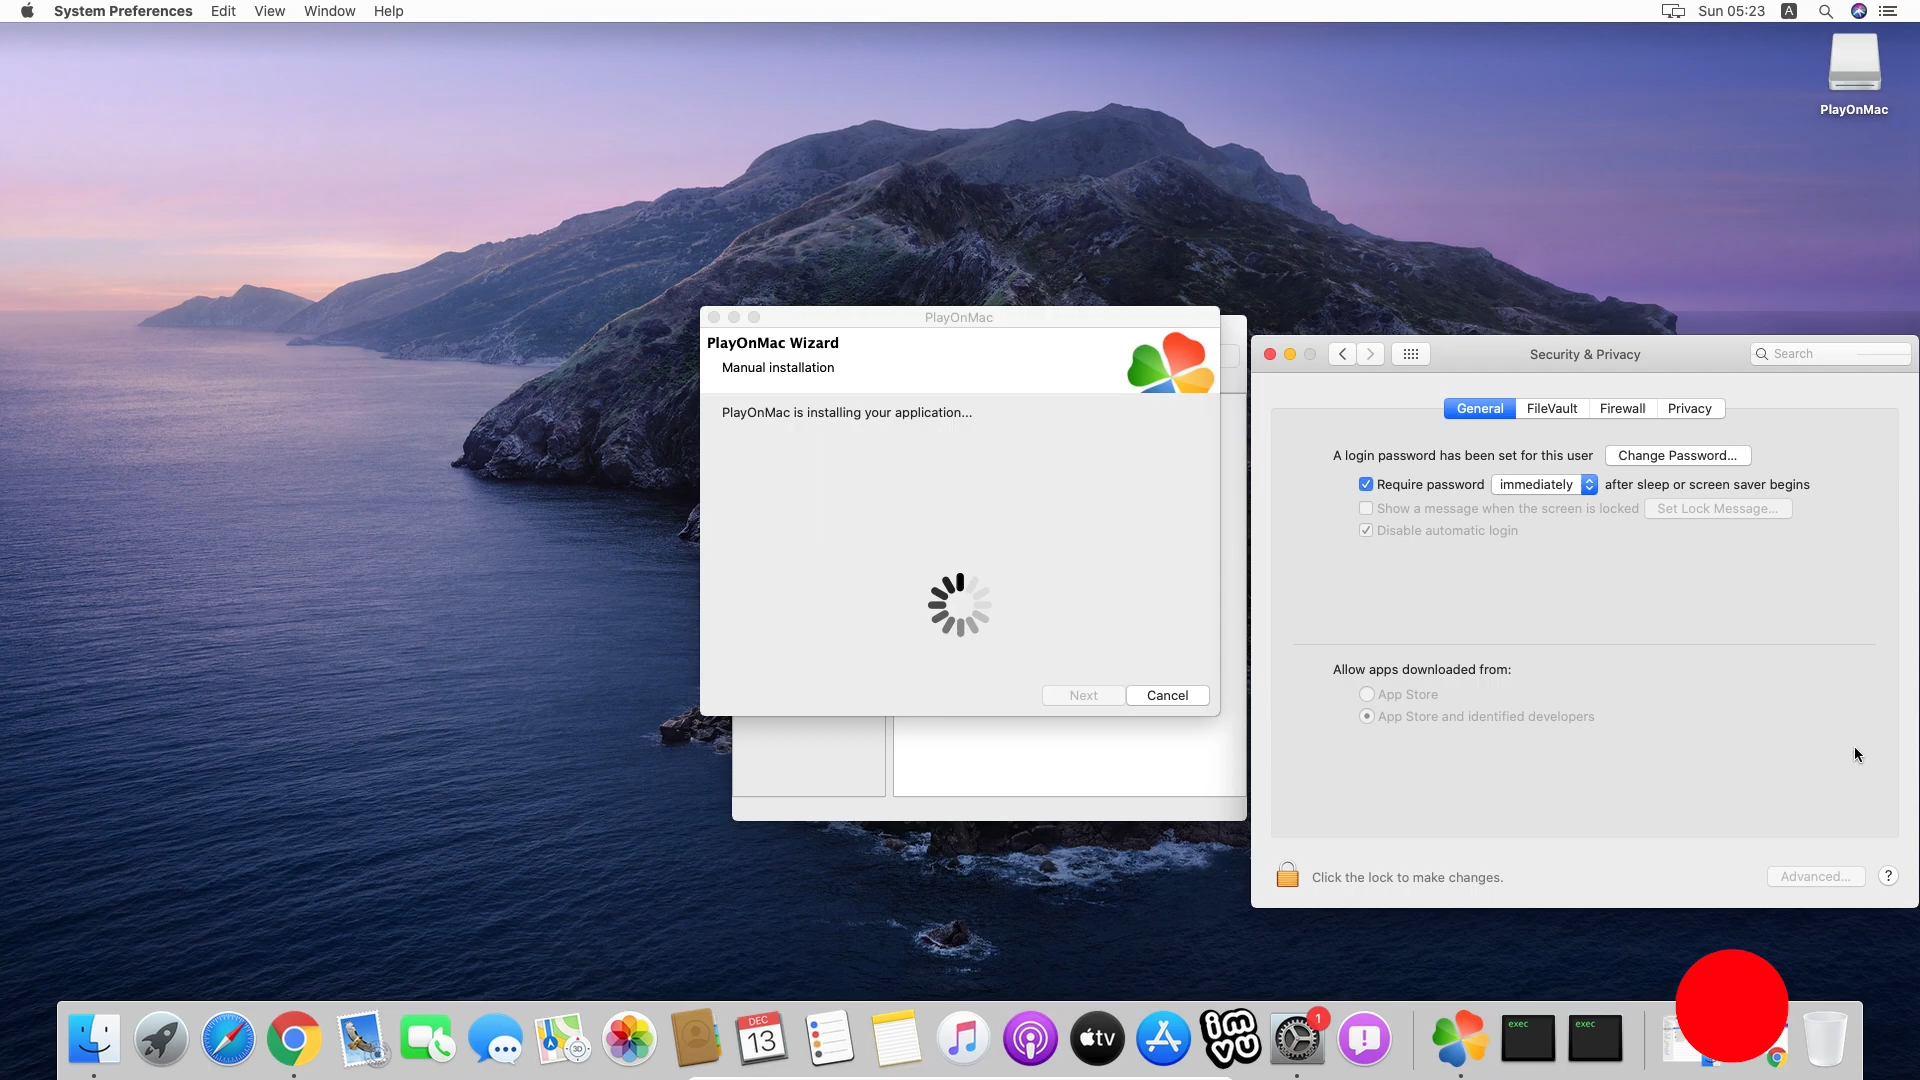 System Preferences Edit View Window Help
Sun 05:23 A
PlayOnMac
PlayOnMac
PlayOnMac Wizard
Manual installation
PlayOnMac is installing your application...
Next Cancel
Security & Privacy
Search
General FileVault Firewall Privacy
A login password has been set for this user Change Password...
Require password immediately after sleep or screen saver begins
Show a message when the screen is locked Set Lock Message...
Disable automatic login
Allow apps downloaded from:
App Store
App Store and identified developers
Click the lock to make changes.
Advanced... ?
DEC
13
3D
tv
imvu
1
exec
exec